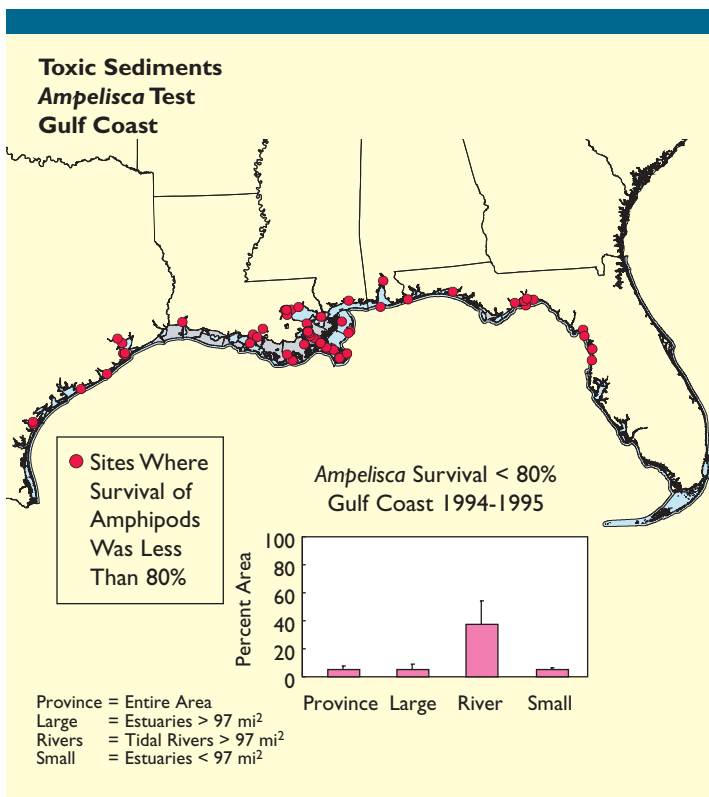 Toxic Sediments
Ampelisca Test
Gulf Coast
Sites Where
Survival of
Amphipods
Was Less
Than 80%
Ampelisca Survival < 80%
Gulf Coast 1994-1995
Percent Area
100
80
60
40
20
0
Province Large River Small
Province = Entire Area
Large = Estuaries > 97 mi²
Rivers = Tidal Rivers > 97 mi²
Small = Estuaries < 97 mi²